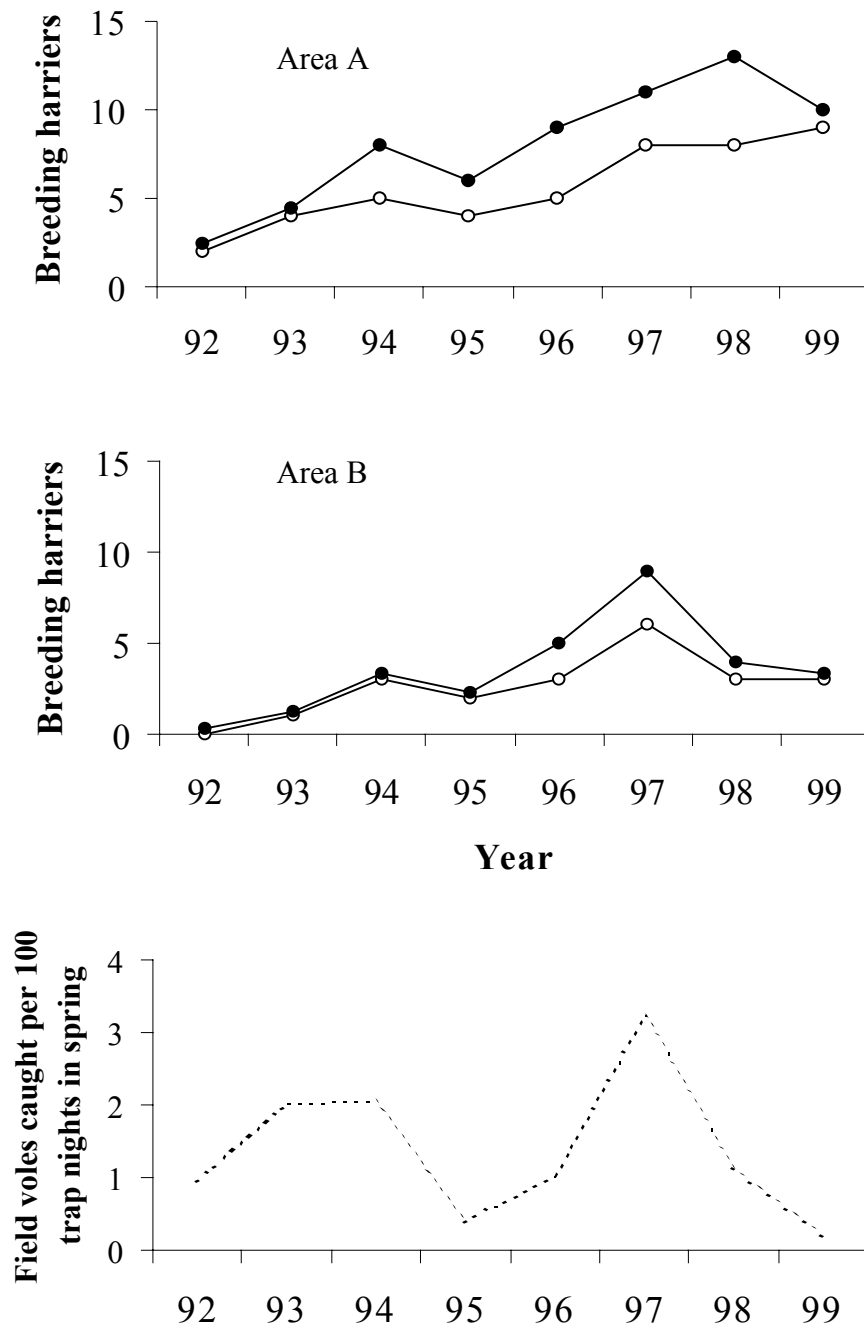 15
Area A
10
5
0
Breeding harriers
92 93 94 95 96 97 98 99
15
Area B
10
5
0
Breeding harriers
92 93 94 95 96 97 98 99
Year
4
3
2
1
0
Field voles caught per 100
trap nights in spring
92 93 94 95 96 97 98 99